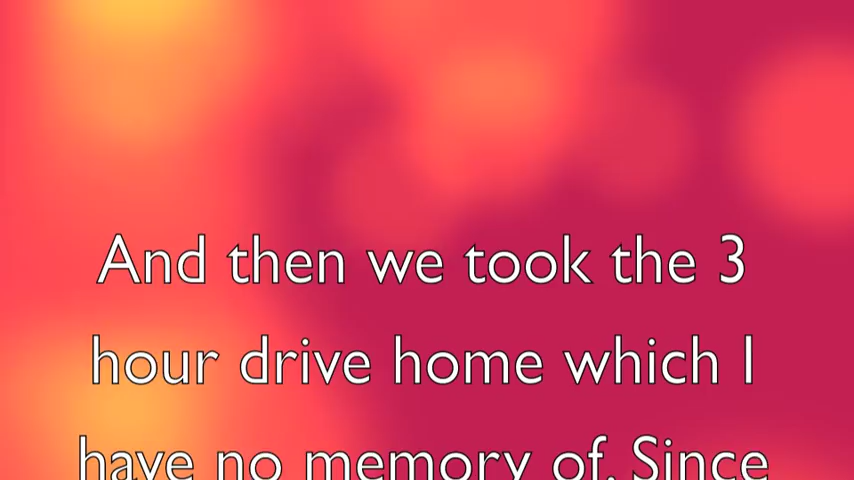 And then we took the 3
hour drive home which I
have no memory of. Since